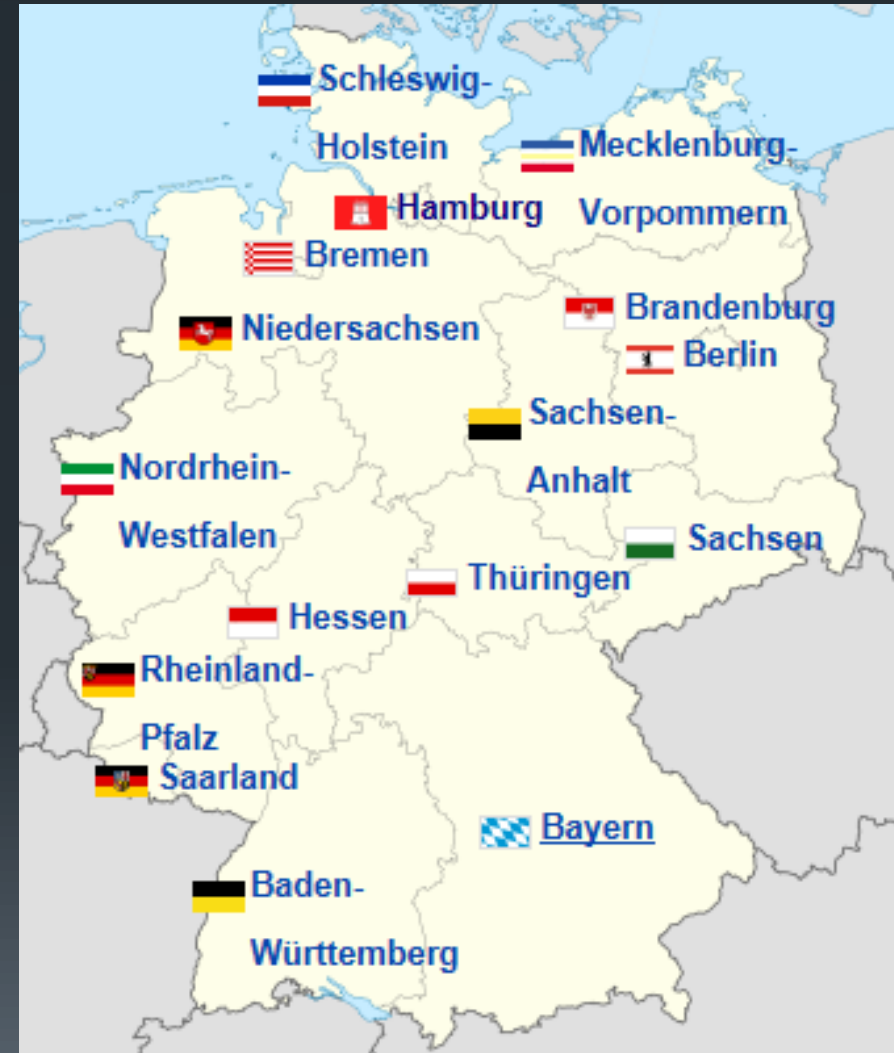 Schleswig-
Holstein
Mecklenburg-
Vorpommern
Hamburg
Bremen
Niedersachsen
Brandenburg
Berlin
Sachsen-
Anhalt
Nordrhein-
Westfalen
Sachsen
Thüringen
Hessen
Rheinland-
Pfalz
Saarland
Bayern
Baden-
Württemberg